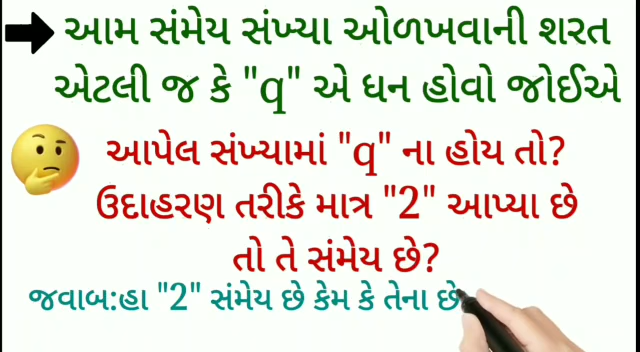 આમ સંમેય સંખ્યા ઓળખવાની શરત
એટલી જ કે "q" એ ધન હોવો જોઈએ
આપેલ સંખ્યામાં "q" ના હોય તો?
ઉદાહરણ તરીકે માત્ર "2" આપ્યા છે
તો તે સંમેય છે?
જવાબ:હા "2" સંમેય છે કેમ કે તેના છે